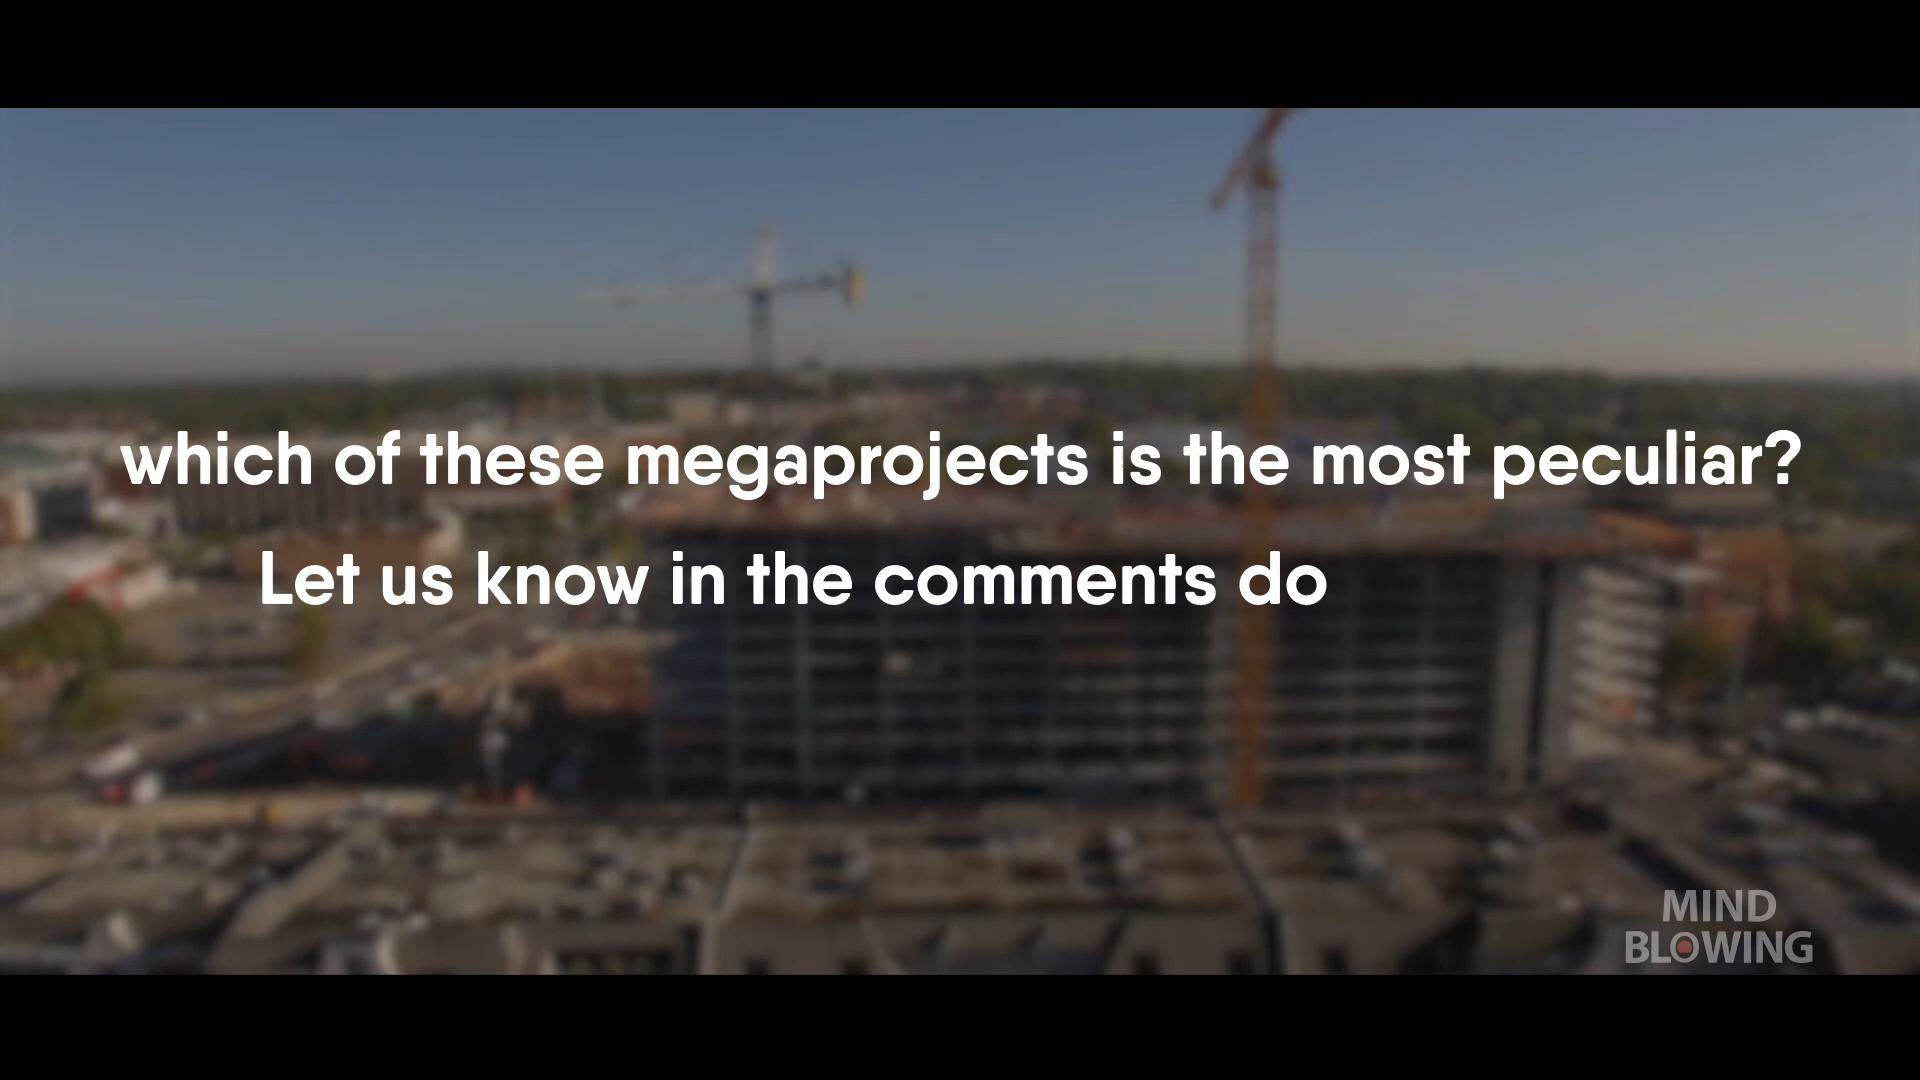 which of these megaprojects is the most peculiar?
Let us know in the comments do
MIND
BLOWING